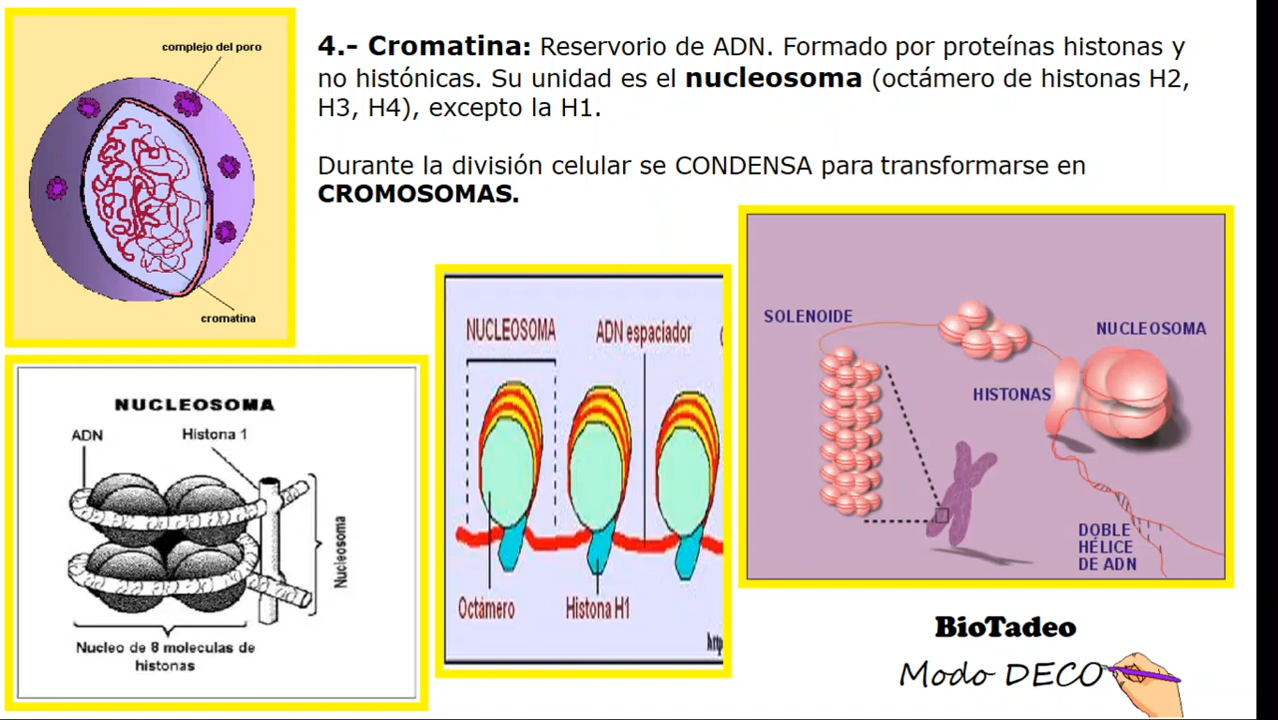 complejo del poro
cromatina
4.- Cromatina: Reservorio de ADN. Formado por proteínas histonas y
no histónicas. Su unidad es el nucleosoma (octámero de histonas H2,
H3, H4), excepto la H1.
Durante la división celular se CONDENSA para transformarse en
CROMOSOMAS.
NUCLEOSOMA
ADN
Histona 1
Nucleosoma
Nucleo de 8 moleculas de
histonas
NUCLEOSOMA
ADN espaciador
Octámero
Histona H1
http
SOLENOIDE
NUCLEOSOMA
HISTONAS
DOBLE
HÉLICE
DE ADN
BioTadeo
Modo DECO